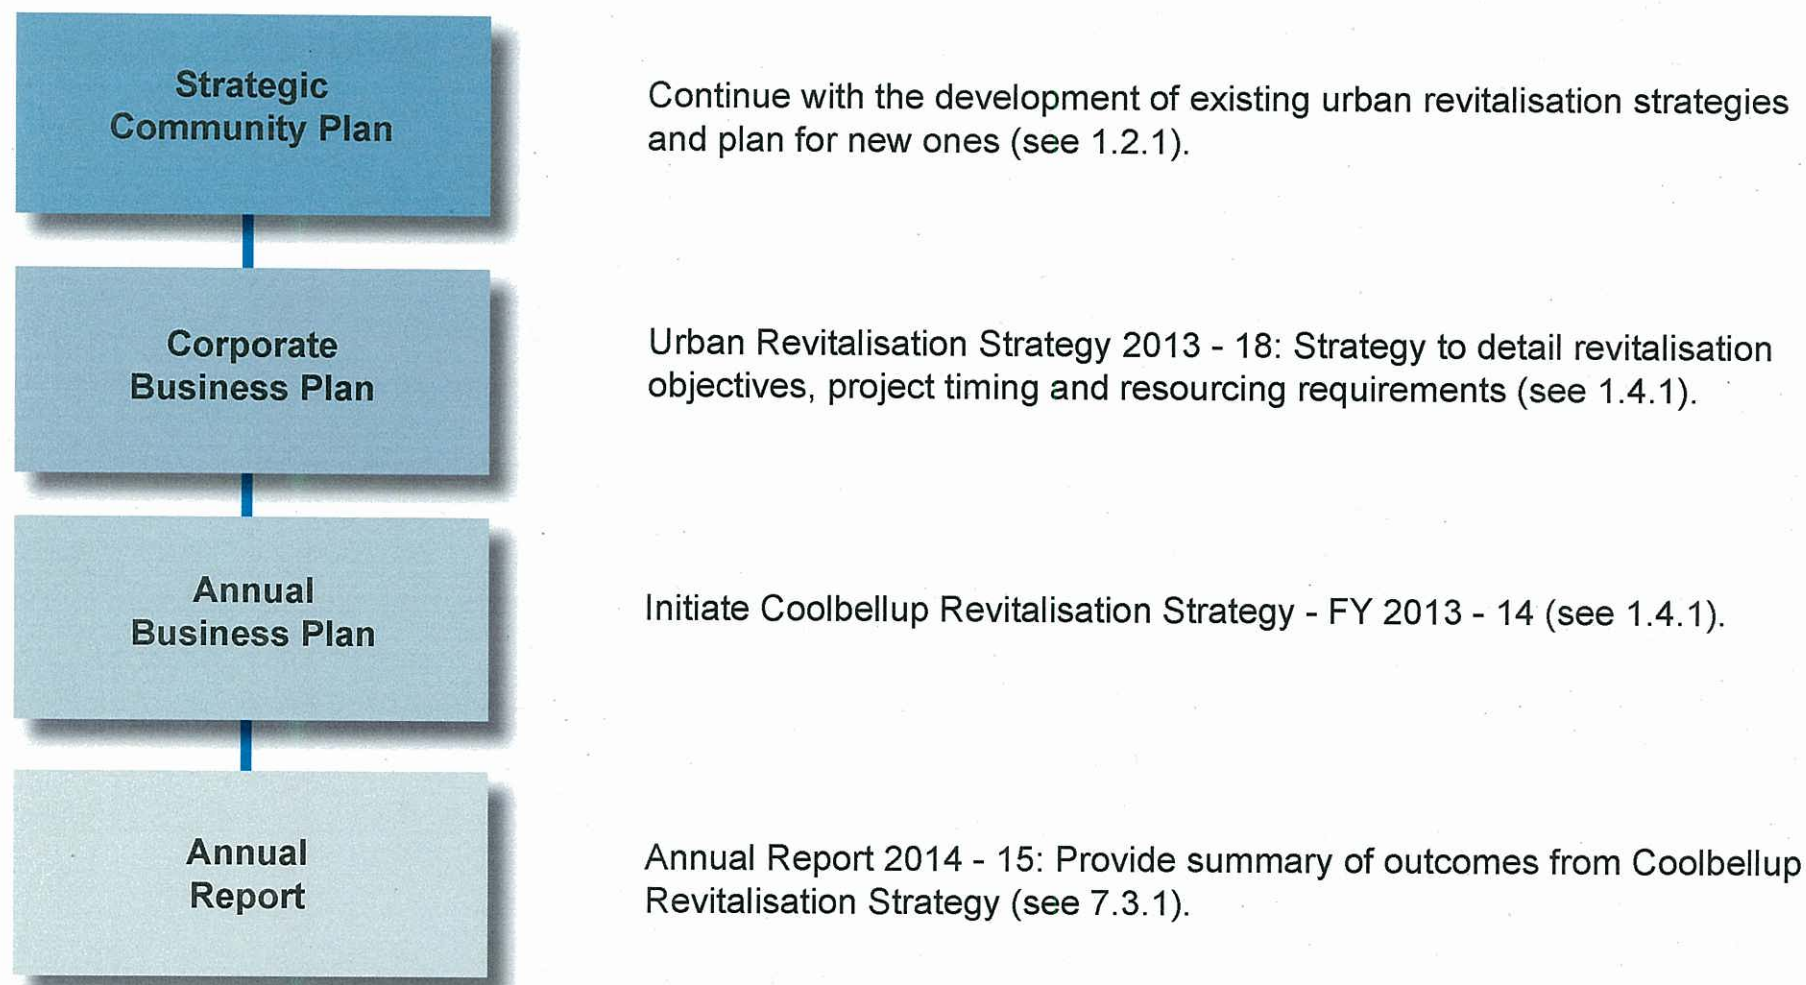 Strategic
Community Plan
Continue with the development of existing urban revitalisation strategies
and plan for new ones (see 1.2.1).
Corporate
Business Plan
Urban Revitalisation Strategy 2013 - 18: Strategy to detail revitalisation
objectives, project timing and resourcing requirements (see 1.4.1).
Annual
Business Plan
Initiate Coolbellup Revitalisation Strategy - FY 2013 - 14 (see 1.4.1).
Annual
Report
Annual Report 2014 - 15: Provide summary of outcomes from Coolbellup
Revitalisation Strategy (see 7.3.1).